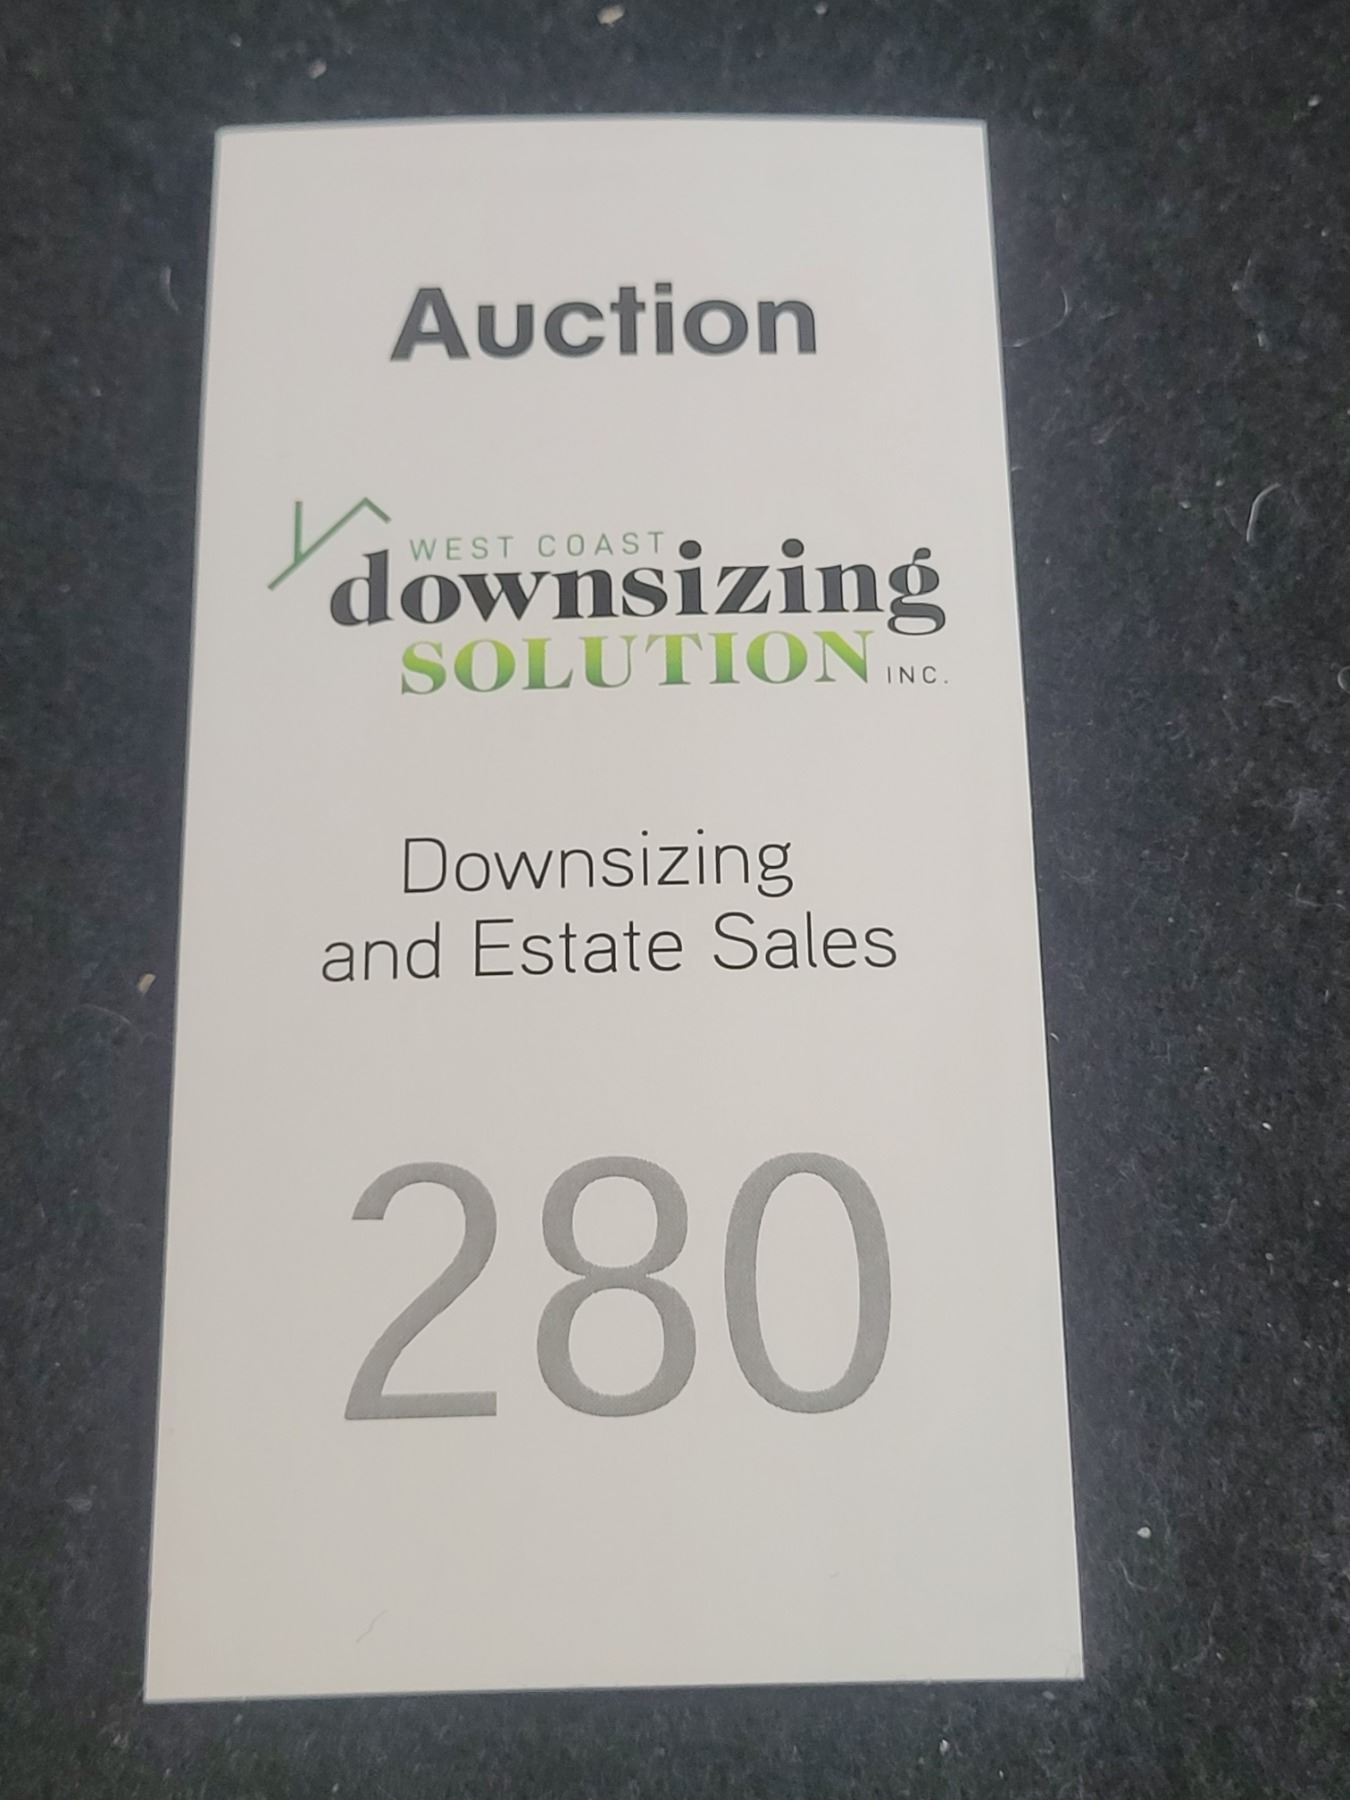 Auction
WEST COAST
downsizing
SOLUTION INC.
Downsizing
and Estate Sales
280